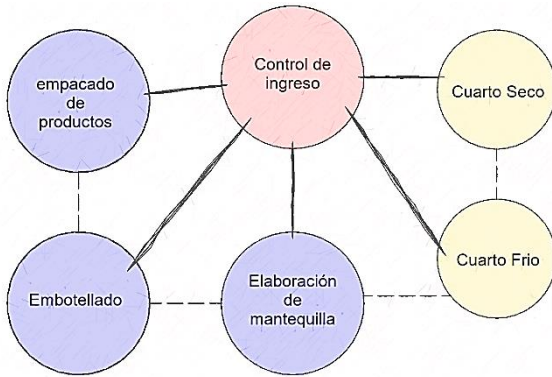 empacado
de
productos
Control de
ingreso
Cuarto Seco
Embotellado
Elaboración
de
mantequilla
Cuarto Frio